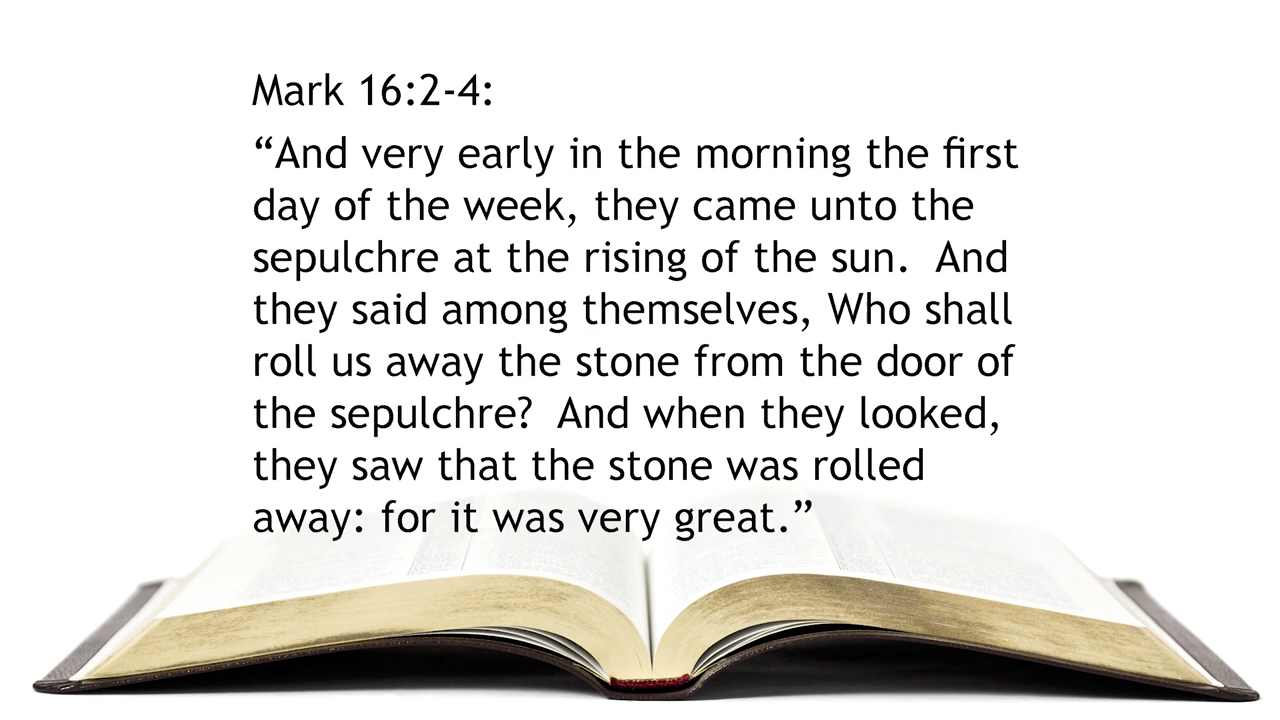 Mark 16:2-4:
“And very early in the morning the first
day of the week, they came unto the
sepulchre at the rising of the sun.  And
they said among themselves, Who shall
roll us away the stone from the door of
the sepulchre?  And when they looked,
they saw that the stone was rolled
away: for it was very great.”